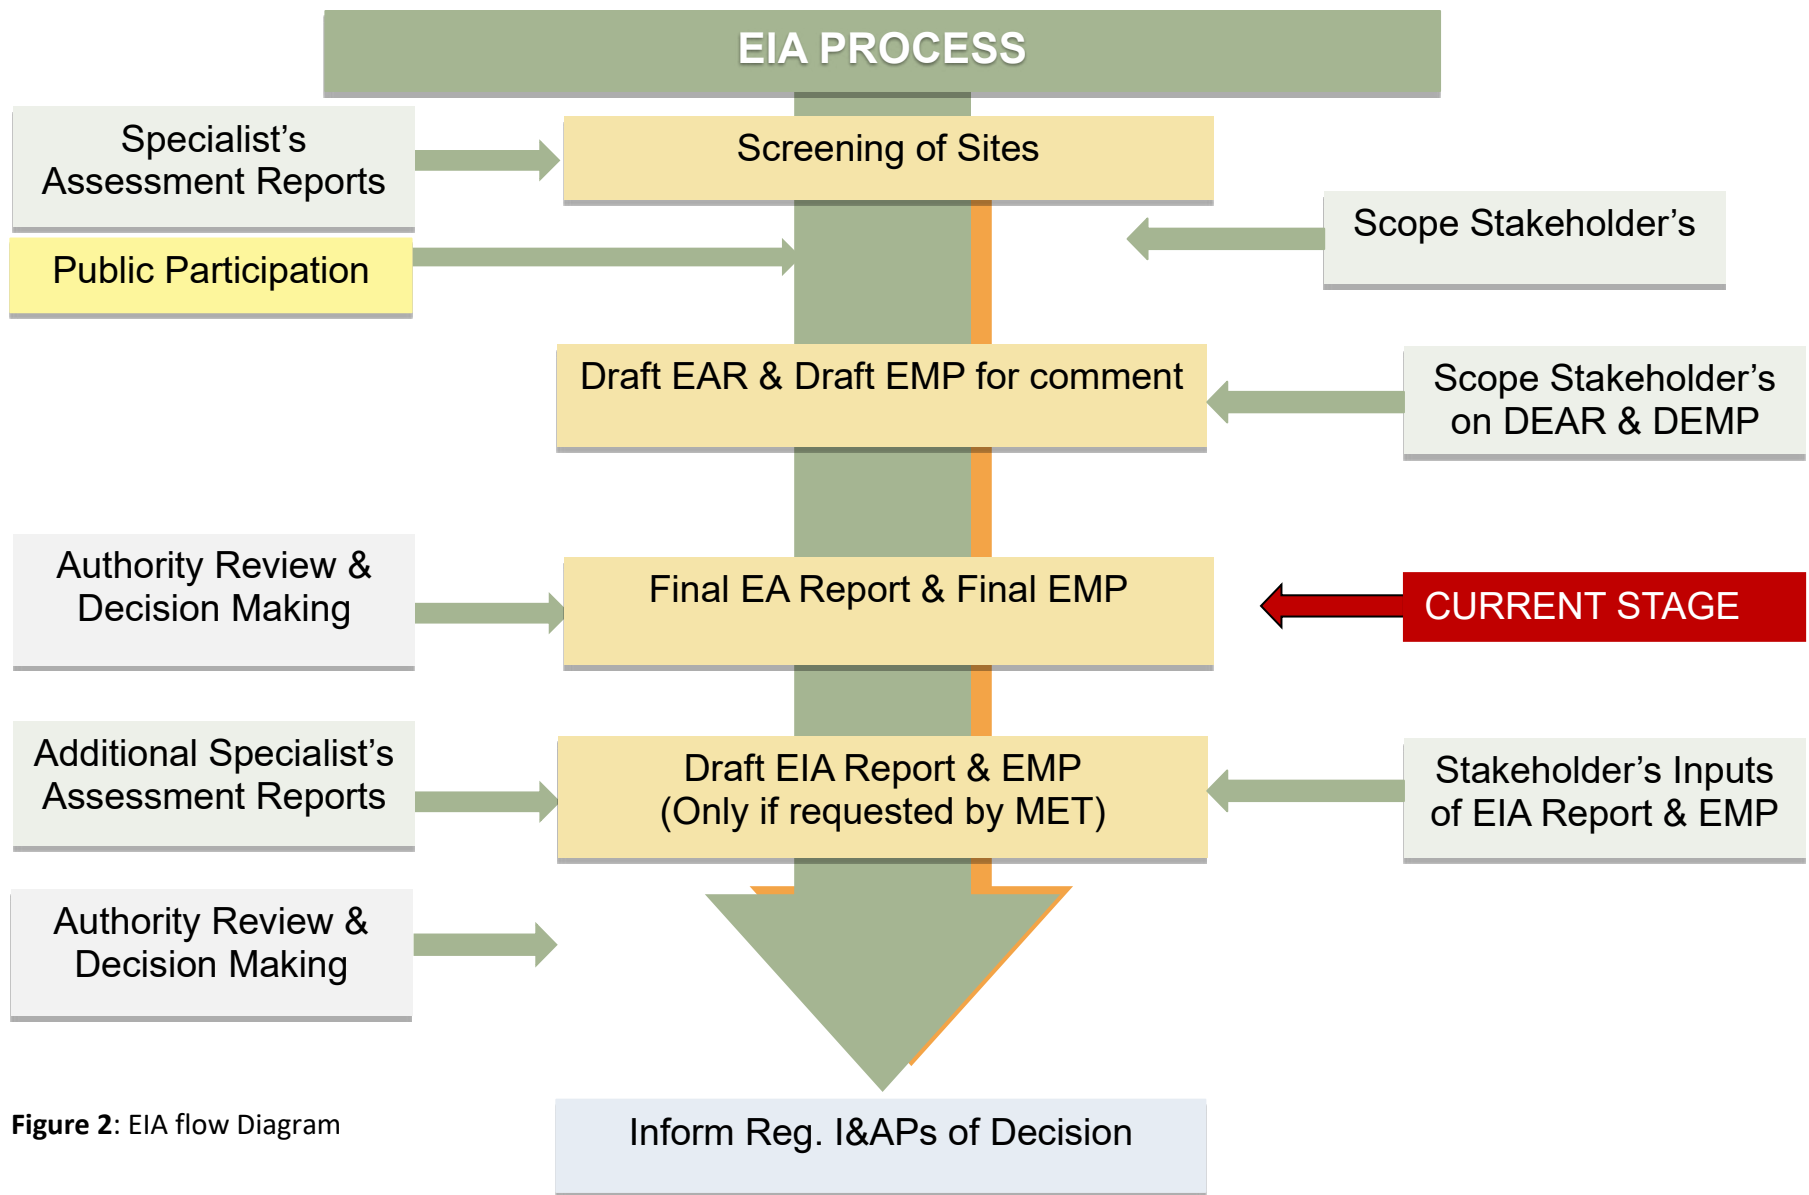 EIA PROCESS
Specialist’s
Assessment Reports
Screening of Sites
Scope Stakeholder’s
Public Participation
Draft EAR & Draft EMP for comment
Scope Stakeholder’s
on DEAR & DEMP
Authority Review &
Decision Making
Final EA Report & Final EMP
CURRENT STAGE
Additional Specialist’s
Assessment Reports
Draft EIA Report & EMP
(Only if requested by MET)
Stakeholder’s Inputs
of EIA Report & EMP
Authority Review &
Decision Making
Inform Reg. I&APs of Decision
Figure 2: EIA flow Diagram